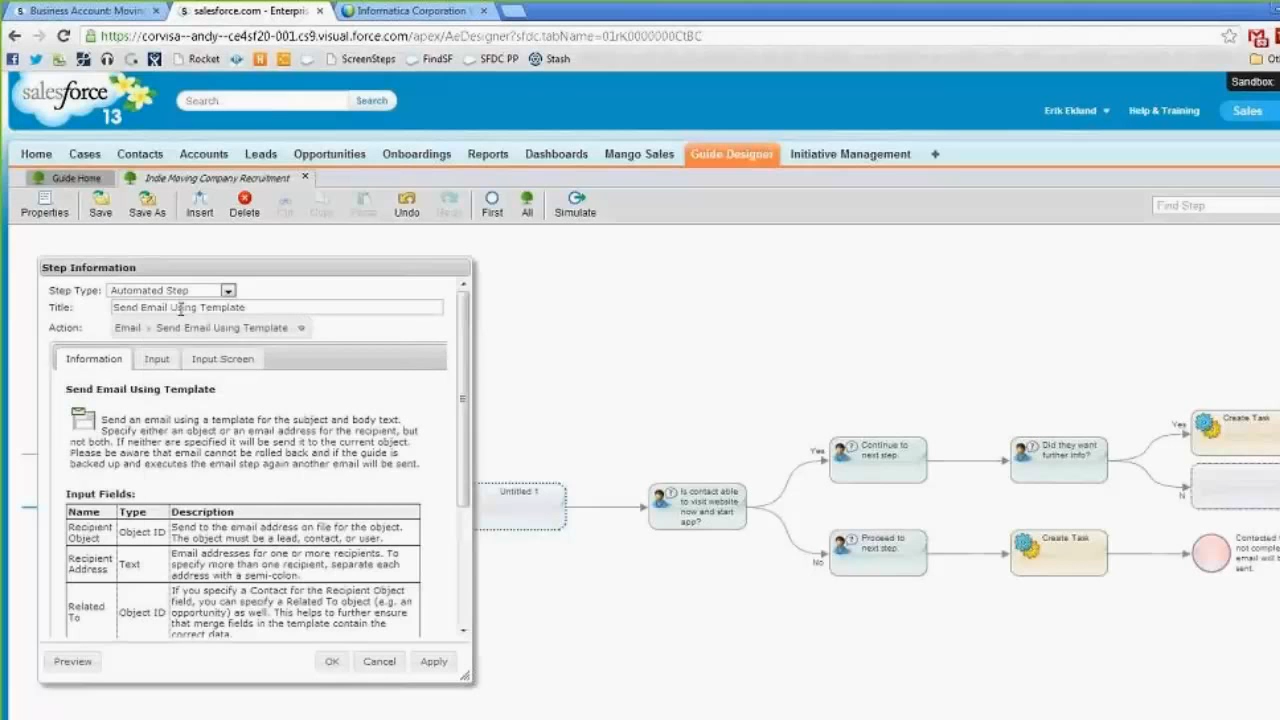 Business Account: Movin
salesforce.com - Enterpris
Informatica Corporation
https://corvisa--andy--ce4sf20-001.cs9.visual.force.com/apex/AeDesigner?sfdc.tabName=01rK0000000CtBC
Rocket
ScreenSteps
FindSF
SFDC PP
Stash
Ot
salesforce
13
Search
Search
Sandbox:
Erik Eklund
Help & Training
Sales
Home Cases Contacts Accounts Leads Opportunities Onboardings Reports Dashboards Mango Sales Guide Designer Initiative Management +
Guide Home
Indie Moving Company Recruitment
Properties Save Save As Insert Delete Cut Copy Paste Undo Redo First All Simulate
Find Step
Step Information
Step Type: Automated Step
Title: Send Email Using Template
Action: Email » Send Email Using Template
Information Input Input Screen
Send Email Using Template
Send an email using a template for the subject and body text.
Specify either an object or an email address for the recipient, but
not both. If neither are specified it will send it to the current object.
Please be aware that email cannot be rolled back and if the guide is
backed up and executes the email step again another email will be sent.
Input Fields:
Name Type Description
Recipient Object
Object ID
Send to the email address on file for the object.
The object must be a lead, contact, or user.
Recipient Address
Text
Email addresses for one or more recipients. To
specify more than one recipient, separate each
address with a semi-colon.
Related To
Object ID
If you specify a Contact for the Recipient Object
field, you can specify a Related To object (e.g. an
opportunity) as well. This helps to further ensure
that merge fields in the template contain the
correct data.
Preview
OK
Cancel
Apply
Untitled 1
Is contact able
to visit website
now and start
app?
Yes
Continue to
next step.
Did they want
further info?
Yes
Create Task
N
No
Proceed to
next step.
Create Task
Contacted
not comple
email will b
sent.